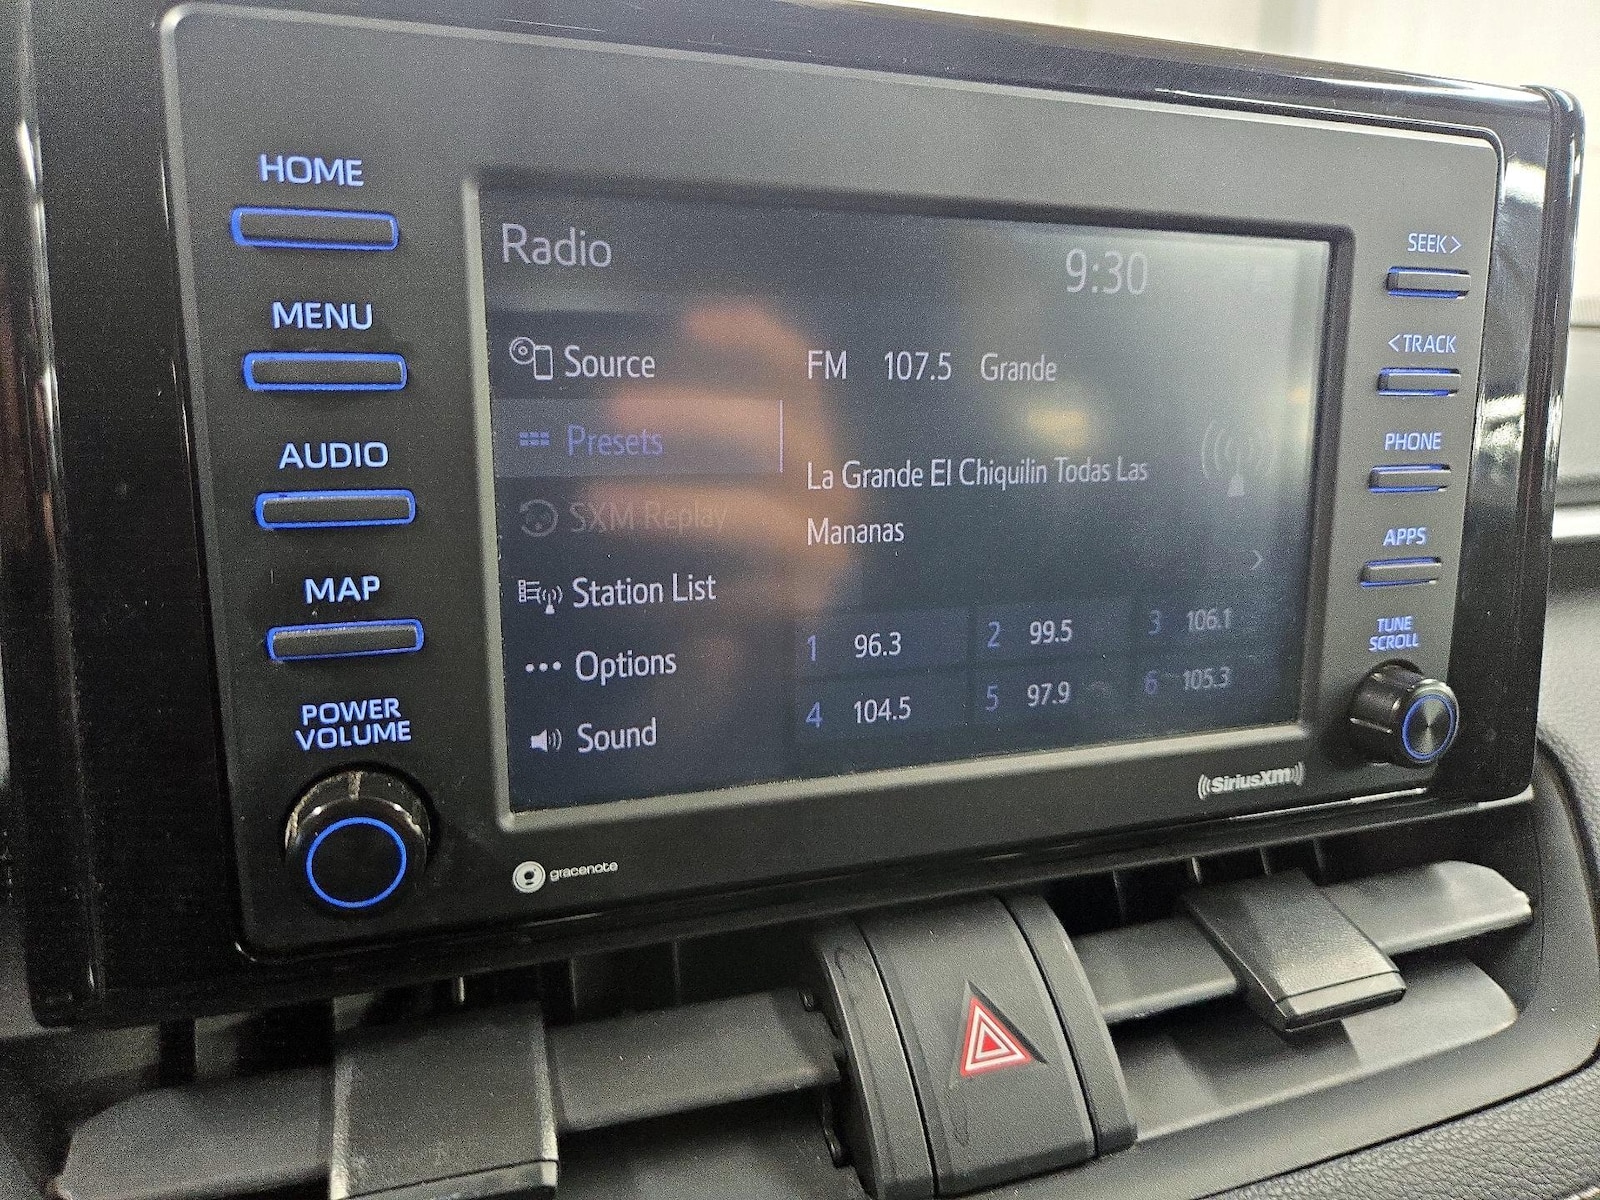 HOME
MENU
AUDIO
MAP
POWER
VOLUME
Radio
9:30
Source
Presets
SXM Replay
Station List
Options
Sound
FM 107.5 Grande
La Grande El Chiquilin Todas Las
Mananas
1 96.3 2 99.5 3 106.1
4 104.5 5 97.9 6 105.3
SEEK>
<TRACK
PHONE
APPS
TUNE
SCROLL
gracenote
SiriusXM